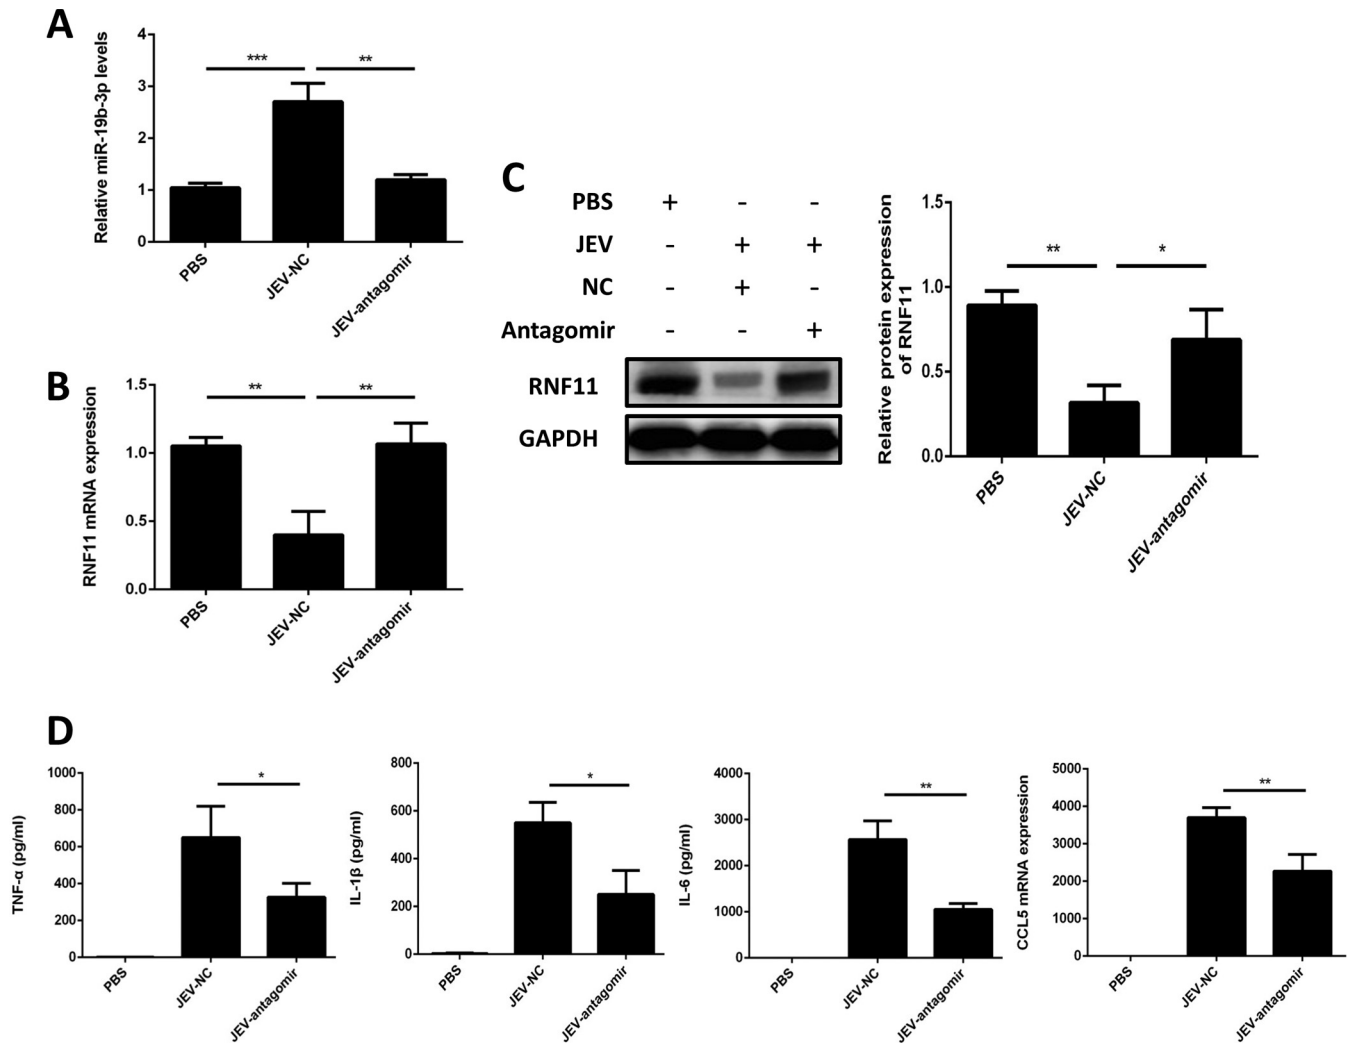 A
Relative miR-19b-3p levels
4
3
2
1
0
***
**
PBS
JEV-NC
JEV-antagomir
B
RNF11 mRNA expression
1.5
1.0
0.5
0.0
**
**
PBS
JEV-NC
JEV-antagomir
C
PBS + - -
JEV - + +
NC - + -
Antagomir - - +
RNF11
GAPDH
Relative protein expression
of RNF11
1.5
1.0
0.5
0.0
**
*
PBS
JEV-NC
JEV-antagomir
D
TNF-α (pg/ml)
1000
800
600
400
200
0
*
PBS
JEV-NC
JEV-antagomir
IL-1β (pg/ml)
800
600
400
200
0
*
PBS
JEV-NC
JEV-antagomir
IL-6 (pg/ml)
4000
3000
2000
1000
0
**
PBS
JEV-NC
JEV-antagomir
CCL5 mRNA expression
5000
4000
3000
2000
1000
0
**
PBS
JEV-NC
JEV-antagomir